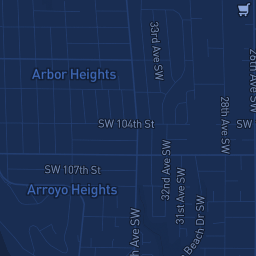 33rd Ave SW
26th Ave SW
Arbor Heights
28th Ave SW
SW 104th St
SW
SW 107th St
32nd Ave SW
31st Ave SW
Arroyo Heights
h Ave SW
Beach Dr SW